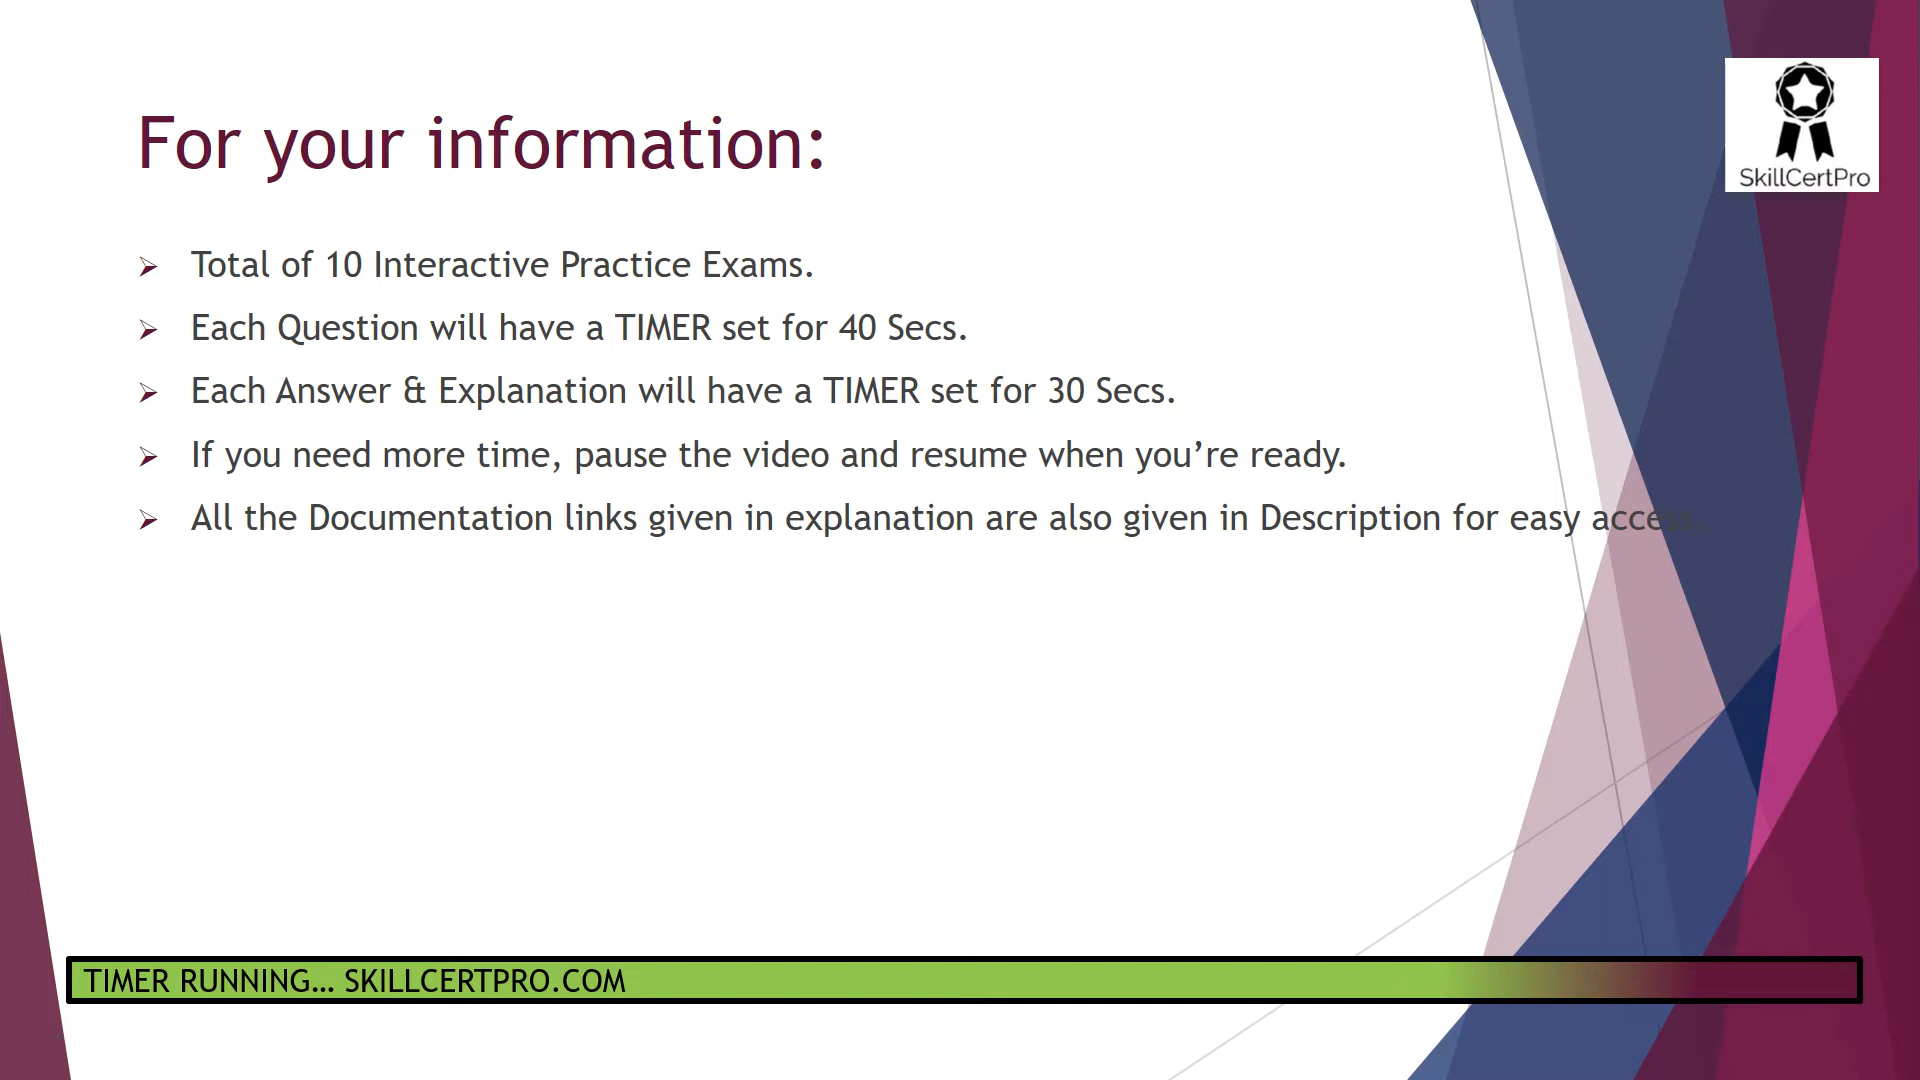 SkillCertPro
For your information:
Total of 10 Interactive Practice Exams.
Each Question will have a TIMER set for 40 Secs.
Each Answer & Explanation will have a TIMER set for 30 Secs.
If you need more time, pause the video and resume when you’re ready.
All the Documentation links given in explanation are also given in Description for easy access.
TIMER RUNNING... SKILLCERTPRO.COM